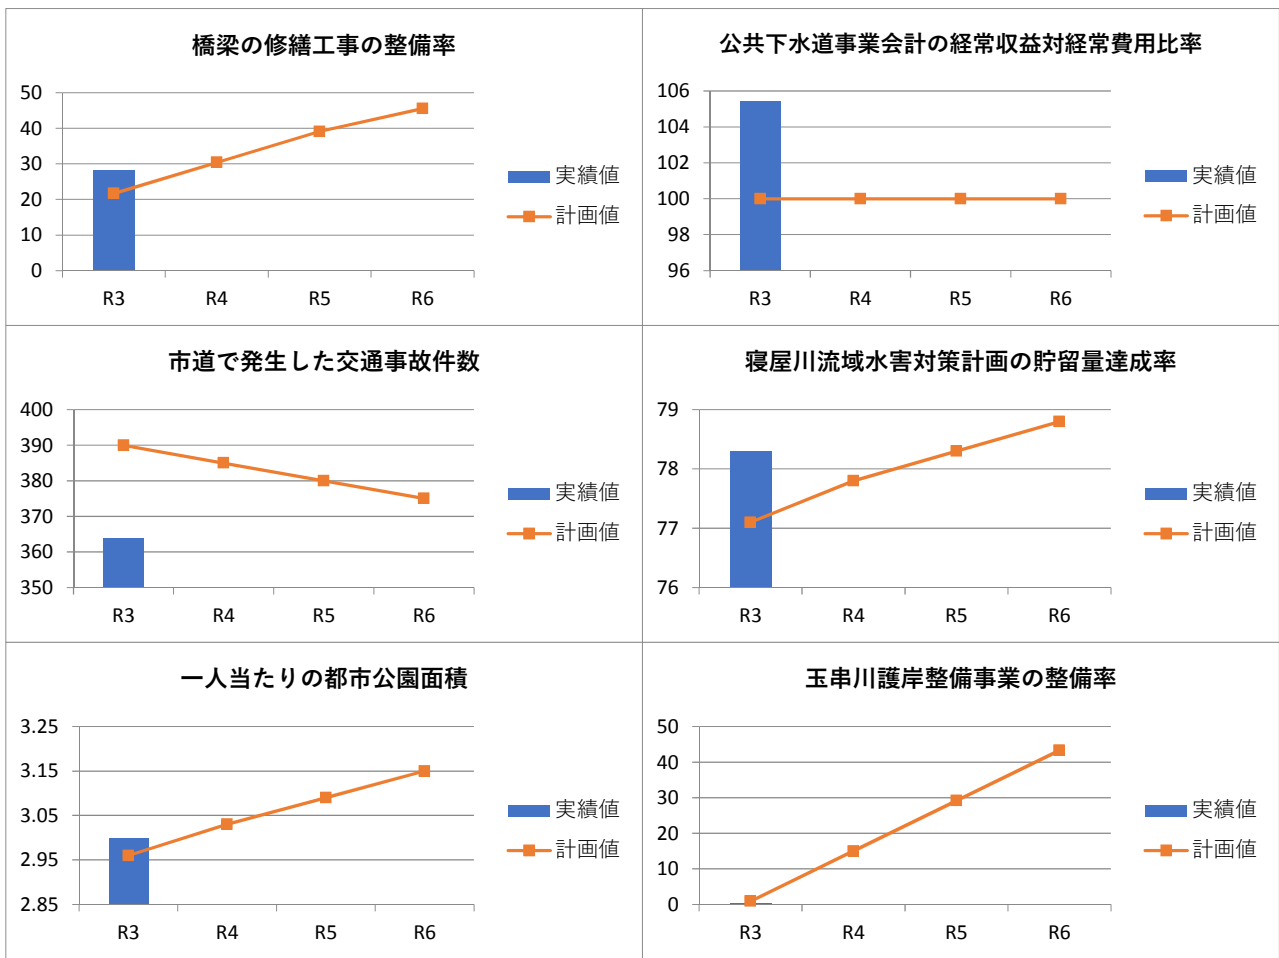 橋梁の修繕工事の整備率
50
40
30
20
10
0
R3 R4 R5 R6
実績値
計画値
公共下水道事業会計の経常収益対経常費用比率
106
104
102
100
98
96
R3 R4 R5 R6
実績値
計画値
市道で発生した交通事故件数
400
390
380
370
360
350
R3 R4 R5 R6
実績値
計画値
寝屋川流域水害対策計画の貯留量達成率
79
78
77
76
R3 R4 R5 R6
実績値
計画値
一人当たりの都市公園面積
3.25
3.15
3.05
2.95
2.85
R3 R4 R5 R6
実績値
計画値
玉串川護岸整備事業の整備率
50
40
30
20
10
0
R3 R4 R5 R6
実績値
計画値